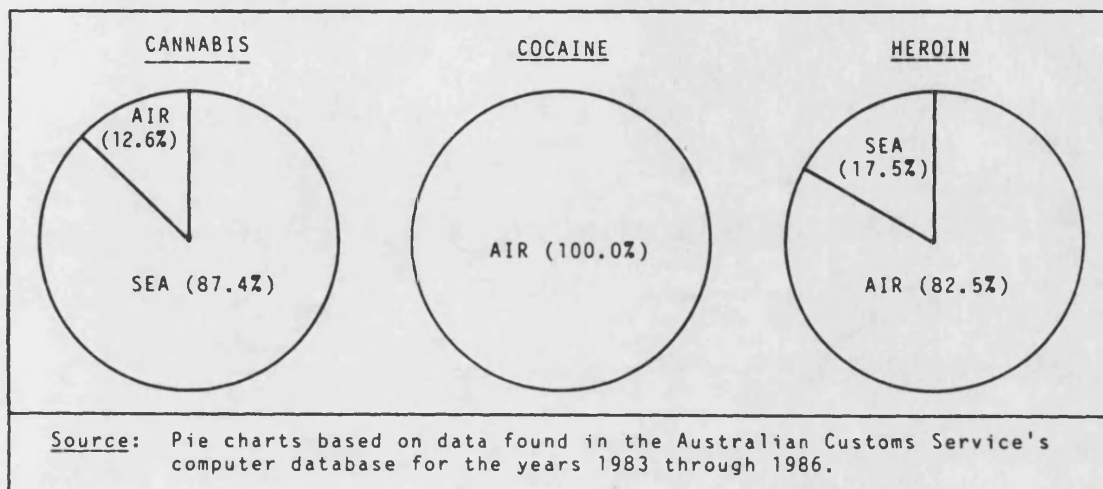 CANNABIS
AIR
(12.6%)
SEA (87.4%)
COCAINE
AIR (100.0%)
HEROIN
SEA
(17.5%)
AIR (82.5%)
Source: Pie charts based on data found in the Australian Customs Service's
computer database for the years 1983 through 1986.